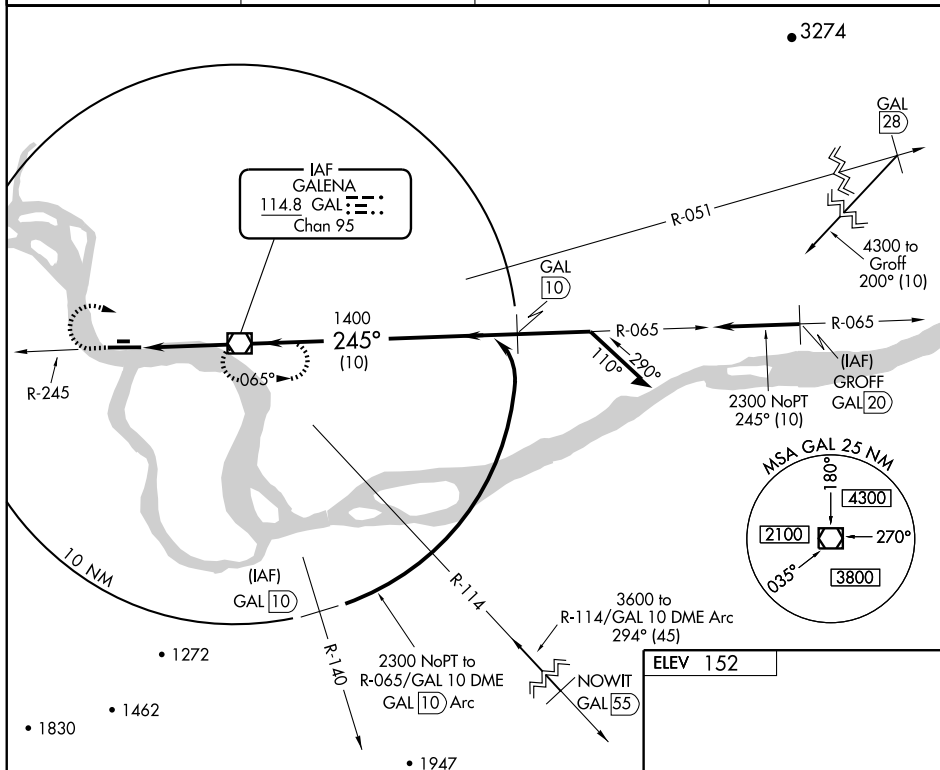 3274
GAL
28
IAF
GALENA
114.8 GAL
Chan 95
R-051
4300 to
Groff
200° (10)
GAL
10
1400
245°
(10)
R-065
R-065
065°
110°
290°
R-245
(IAF)
GROFF
GAL 20
2300 NoPT
245° (10)
MSA GAL 25 NM
180°
4300
2100
270°
035°
3800
10 NM
(IAF)
GAL 10
R-114
3600 to
R-114/GAL 10 DME Arc
294° (45)
R-140
2300 NoPT to
R-065/GAL 10 DME
GAL 10 Arc
NOWIT
GAL 55
ELEV 152
1272
1462
1830
1947